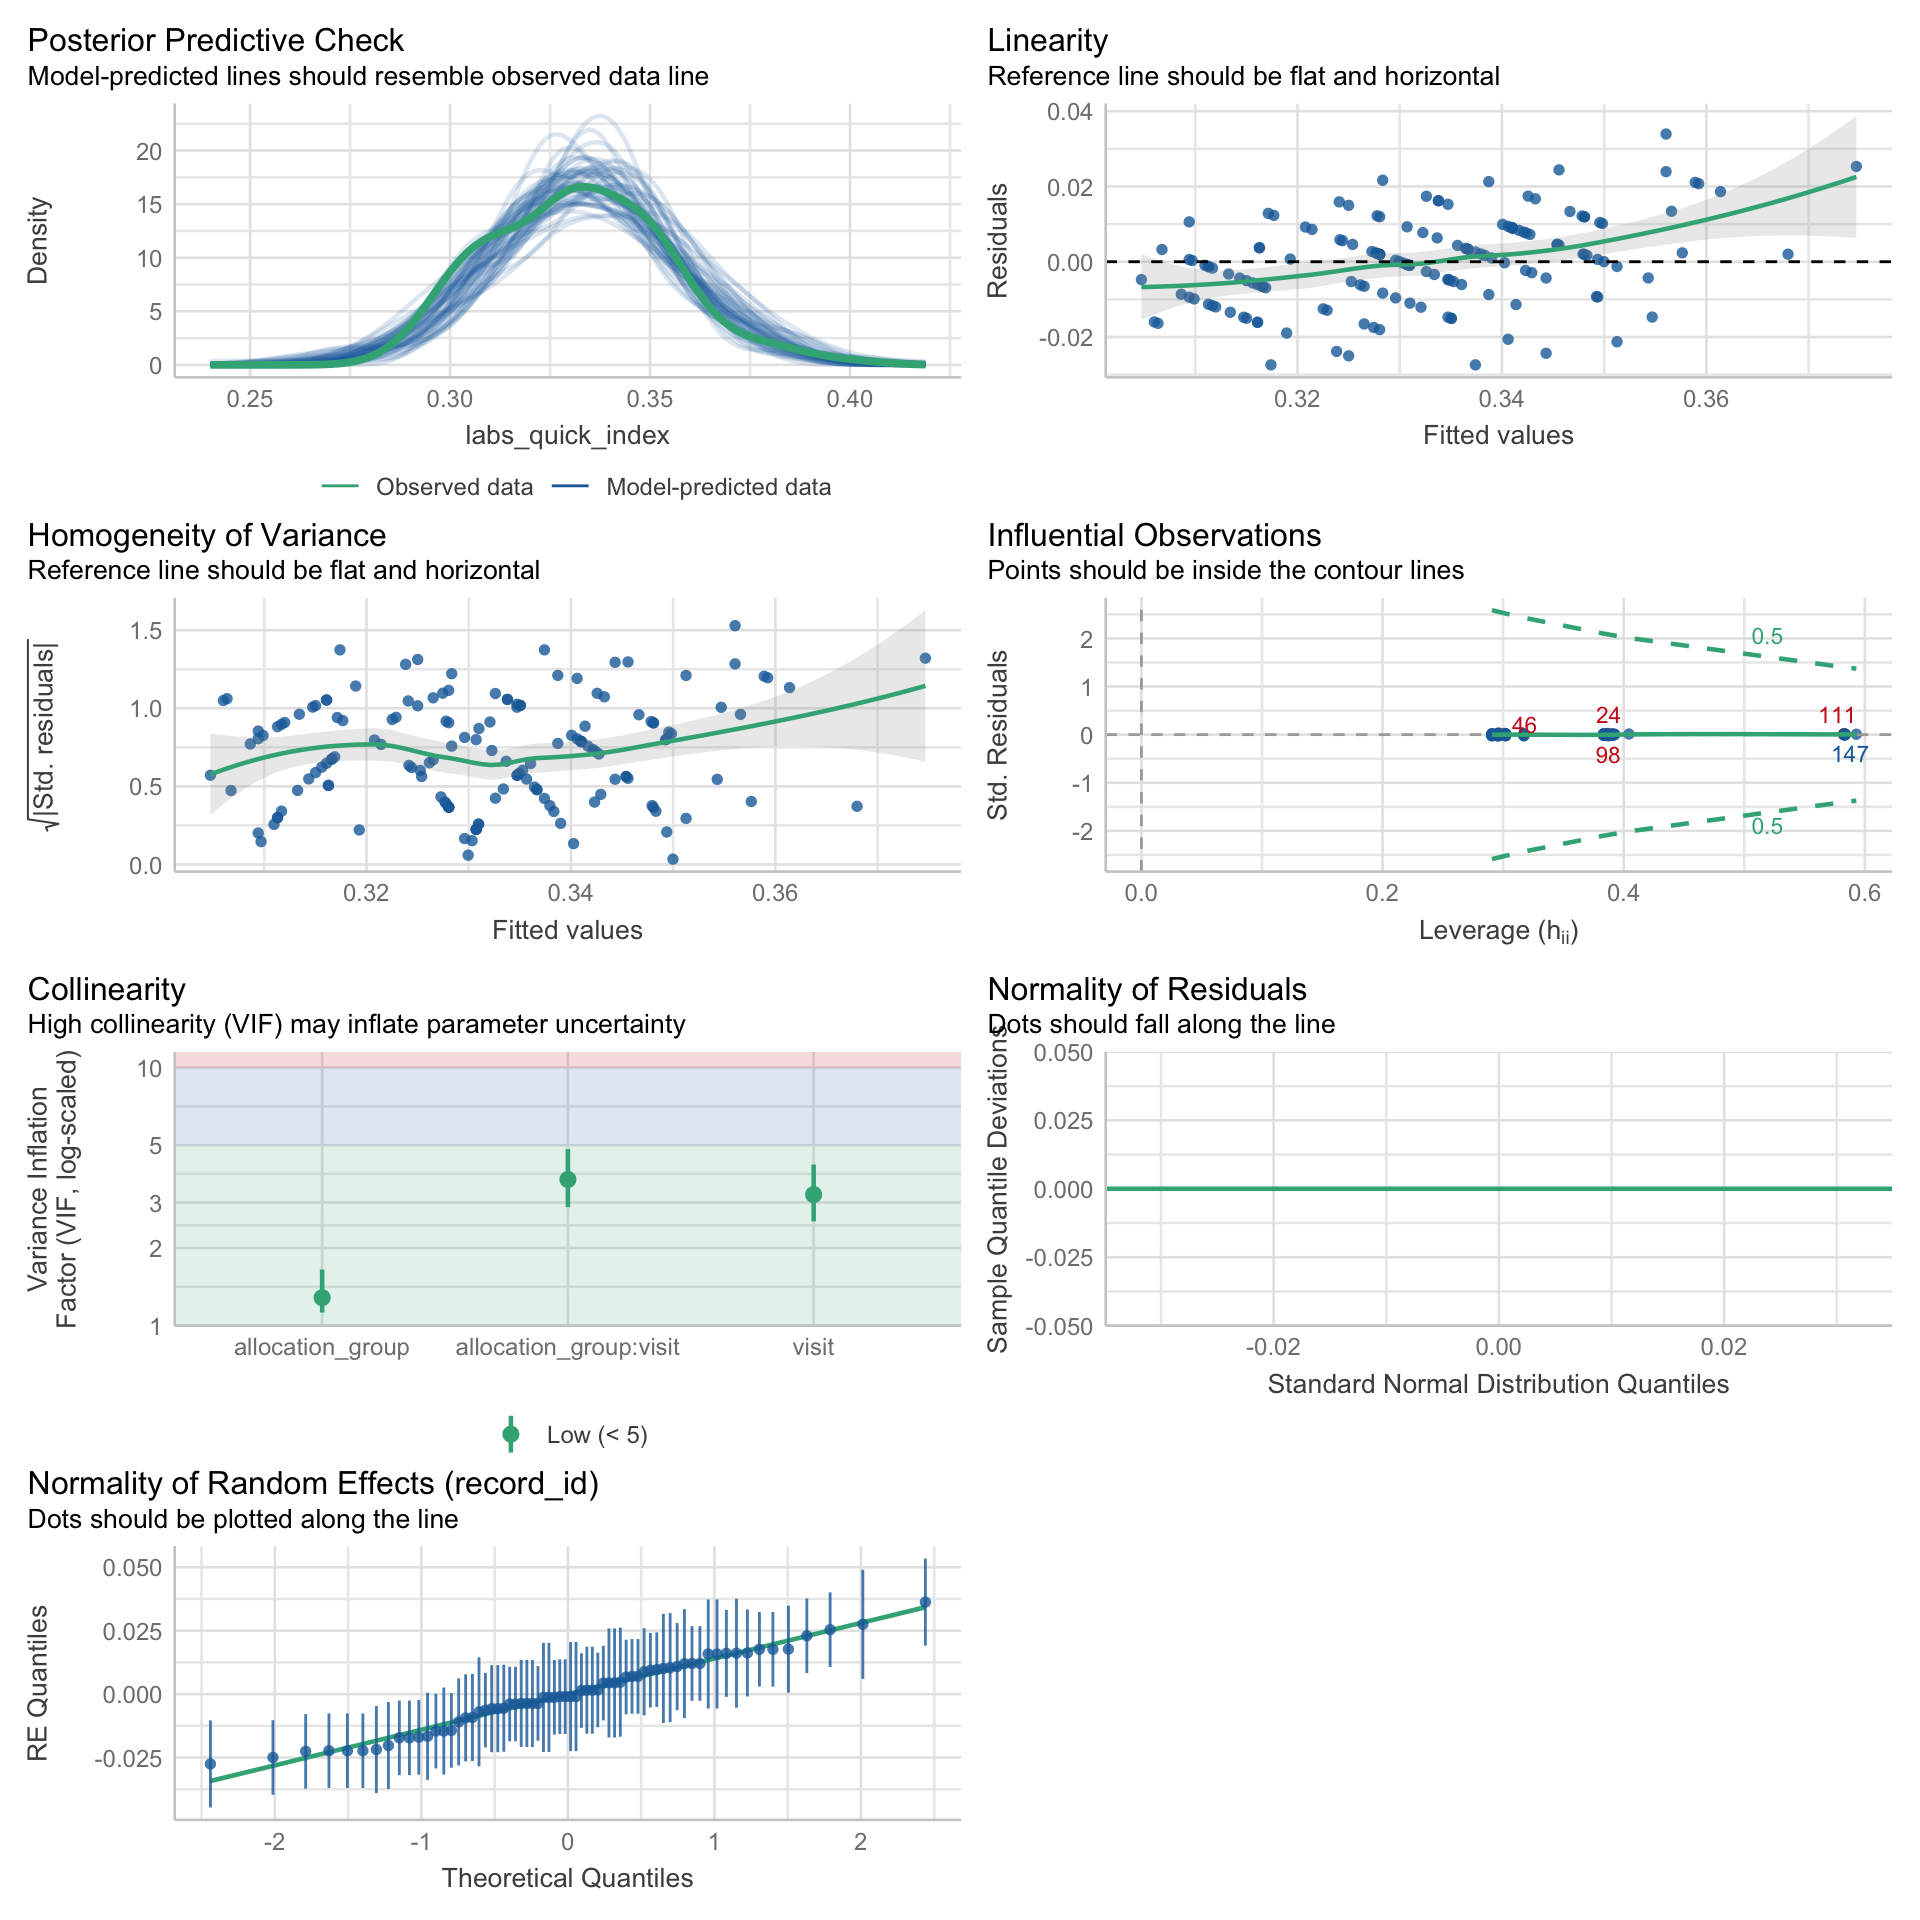 Posterior Predictive Check
Model-predicted lines should resemble observed data line
Density
20
15
10
5
0
0.25 0.30 0.35 0.40
labs_quick_index
Observed data Model-predicted data
Linearity
Reference line should be flat and horizontal
Residuals
0.04
0.02
0.00
-0.02
0.32 0.34 0.36
Fitted values
Homogeneity of Variance
Reference line should be flat and horizontal
√|Std. residuals|
1.5
1.0
0.5
0.0
0.32 0.34 0.36
Fitted values
Influential Observations
Points should be inside the contour lines
Std. Residuals
2
1
0
-1
-2
0.5
46
24
111
98
147
0.5
0.0 0.2 0.4 0.6
Leverage (hii)
Collinearity
High collinearity (VIF) may inflate parameter uncertainty
Variance Inflation
Factor (VIF, log-scaled)
10
5
3
2
1
allocation_group allocation_group:visit visit
Low (< 5)
Normality of Residuals
Dots should fall along the line
Sample Quantile Deviations
0.050
0.025
0.000
-0.025
-0.050
-0.02 0.00 0.02
Standard Normal Distribution Quantiles
Normality of Random Effects (record_id)
Dots should be plotted along the line
RE Quantiles
0.050
0.025
0.000
-0.025
-2 -1 0 1 2
Theoretical Quantiles